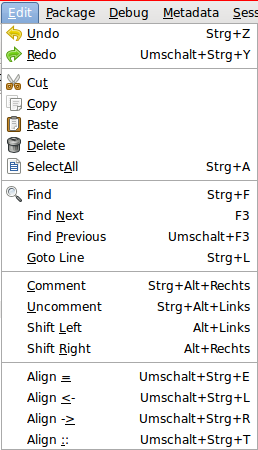 Edit Package Debug Metadata Sess
Undo Strg+Z
Redo Umschalt+Strg+Y
Cut
Copy
Paste
Delete
SelectAll Strg+A
Find Strg+F
Find Next F3
Find Previous Umschalt+F3
Goto Line Strg+L
Comment Strg+Alt+Rechts
Uncomment Strg+Alt+Links
Shift Left Alt+Links
Shift Right Alt+Rechts
Align = Umschalt+Strg+E
Align <- Umschalt+Strg+L
Align -> Umschalt+Strg+R
Align :: Umschalt+Strg+T